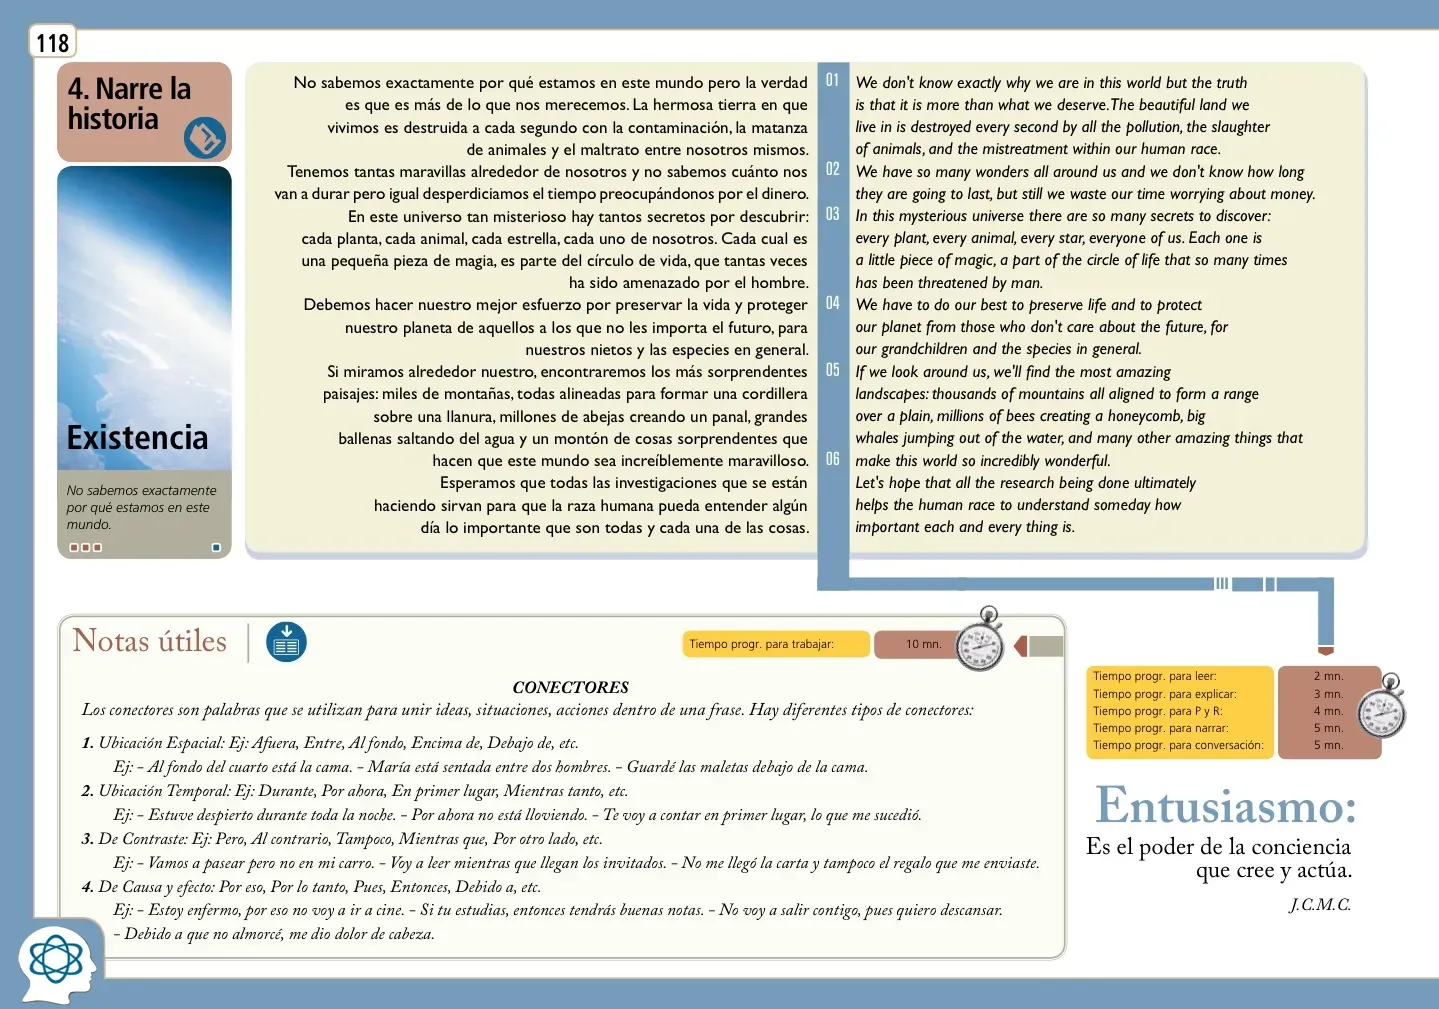 118
4. Narre la
historia
Existencia
No sabemos exactamente
por qué estamos en este
mundo.
No sabemos exactamente por qué estamos en este mundo pero la verdad
es que es más de lo que nos merecemos. La hermosa tierra en que
vivimos es destruida a cada segundo con la contaminación, la matanza
de animales y el maltrato entre nosotros mismos.
Tenemos tantas maravillas alrededor de nosotros y no sabemos cuánto nos
van a durar pero igual desperdiciamos el tiempo preocupándonos por el dinero.
En este universo tan misterioso hay tantos secretos por descubrir:
cada planta, cada animal, cada estrella, cada uno de nosotros. Cada cual es
una pequeña pieza de magia, es parte del círculo de vida, que tantas veces
ha sido amenazado por el hombre.
Debemos hacer nuestro mejor esfuerzo por preservar la vida y proteger
nuestro planeta de aquellos a los que no les importa el futuro, para
nuestros nietos y las especies en general.
Si miramos alrededor nuestro, encontraremos los más sorprendentes
paisajes: miles de montañas, todas alineadas para formar una cordillera
sobre una llanura, millones de abejas creando un panal, grandes
ballenas saltando del agua y un montón de cosas sorprendentes que
hacen que este mundo sea increíblemente maravilloso.
Esperamos que todas las investigaciones que se están
haciendo sirvan para que la raza humana pueda entender algún
día lo importante que son todas y cada una de las cosas.
01
02
03
04
05
06
We don't know exactly why we are in this world but the truth
is that it is more than what we deserve. The beautiful land we
live in is destroyed every second by all the pollution, the slaughter
of animals, and the mistreatment within our human race.
We have so many wonders all around us and we don't know how long
they are going to last, but still we waste our time worrying about money.
In this mysterious universe there are so many secrets to discover:
every plant, every animal, every star, everyone of us. Each one is
a little piece of magic, a part of the circle of life that so many times
has been threatened by man.
We have to do our best to preserve life and to protect
our planet from those who don't care about the future, for
our grandchildren and the species in general.
If we look around us, we'll find the most amazing
landscapes: thousands of mountains all aligned to form a range
over a plain, millions of bees creating a honeycomb, big
whales jumping out of the water, and many other amazing things that
make this world so incredibly wonderful.
Let's hope that all the research being done ultimately
helps the human race to understand someday how
important each and every thing is.
Notas útiles
Tiempo progr. para trabajar: 10 mn.
CONECTORES
Los conectores son palabras que se utilizan para unir ideas, situaciones, acciones dentro de una frase. Hay diferentes tipos de conectores:
1. Ubicación Espacial: Ej: Afuera, Entre, Al fondo, Encima de, Debajo de, etc.
Ej: - Al fondo del cuarto está la cama. - María está sentada entre dos hombres. - Guardé las maletas debajo de la cama.
2. Ubicación Temporal: Ej: Durante, Por ahora, En primer lugar, Mientras tanto, etc.
Ej: - Estuve despierto durante toda la noche. - Por ahora no está lloviendo. - Te voy a contar en primer lugar, lo que me sucedió.
3. De Contraste: Ej: Pero, Al contrario, Tampoco, Mientras que, Por otro lado, etc.
Ej: - Vamos a pasear pero no en mi carro. - Voy a leer mientras que llegan los invitados. - No me llegó la carta y tampoco el regalo que me enviaste.
4. De Causa y efecto: Por eso, Por lo tanto, Pues, Entonces, Debido a, etc.
Ej: - Estoy enfermo, por eso no voy a ir a cine. - Si tu estudias, entonces tendrás buenas notas. - No voy a salir contigo, pues quiero descansar.
- Debido a que no almorcé, me dio dolor de cabeza.
Tiempo progr. para leer: 2 mn.
Tiempo progr. para explicar: 3 mn.
Tiempo progr. para P y R: 4 mn.
Tiempo progr. para narrar: 5 mn.
Tiempo progr. para conversación: 5 mn.
Entusiasmo:
Es el poder de la conciencia
que cree y actúa.
J.C.M.C.